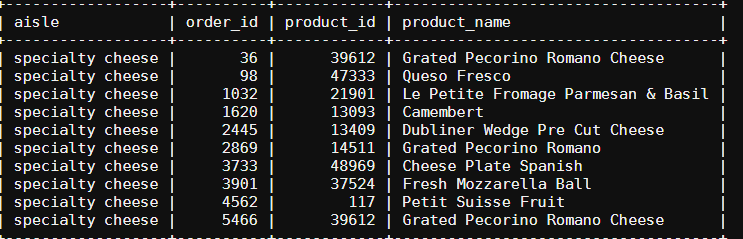 +------------------+----------+------------+-------------------------------------+
| aisle            | order_id | product_id | product_name                        |
+------------------+----------+------------+-------------------------------------+
| specialty cheese |       36 |      39612 | Grated Pecorino Romano Cheese       |
| specialty cheese |       98 |      47333 | Queso Fresco                        |
| specialty cheese |     1032 |      21901 | Le Petite Fromage Parmesan & Basil |
| specialty cheese |     1620 |      13093 | Camembert                           |
| specialty cheese |     2445 |      13409 | Dubliner Wedge Pre Cut Cheese       |
| specialty cheese |     2869 |      14511 | Grated Pecorino Romano              |
| specialty cheese |     3733 |      48969 | Cheese Plate Spanish                |
| specialty cheese |     3901 |      37524 | Fresh Mozzarella Ball               |
| specialty cheese |     4562 |        117 | Petit Suisse Fruit                  |
| specialty cheese |     5466 |      39612 | Grated Pecorino Romano Cheese       |
+------------------+----------+------------+-------------------------------------+